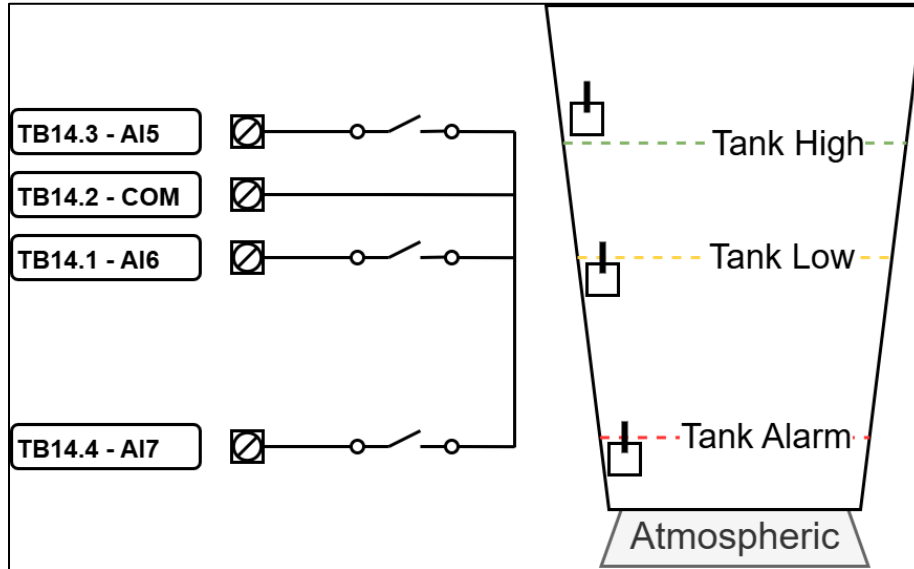 TB14.3 - AI5
TB14.2 - COM
TB14.1 - AI6
TB14.4 - AI7
Tank High
Tank Low
Tank Alarm
Atmospheric